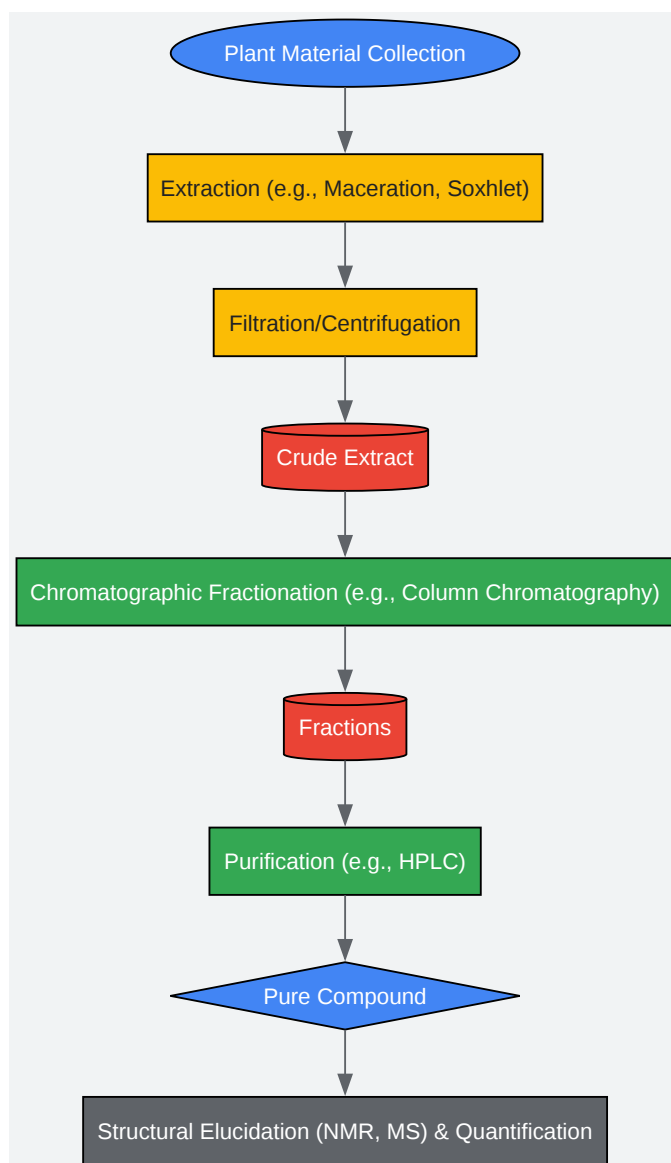 Plant Material Collection
Extraction (e.g., Maceration, Soxhlet)
Filtration/Centrifugation
Crude Extract
Chromatographic Fractionation (e.g., Column Chromatography)
Fractions
Purification (e.g., HPLC)
Pure Compound
Structural Elucidation (NMR, MS) & Quantification